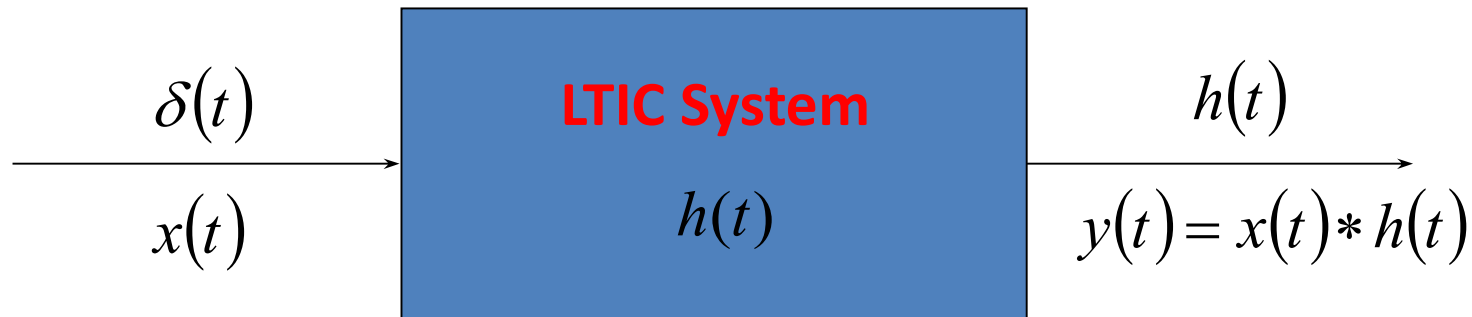 δ(t)
x(t)
LTIC System
h(t)
h(t)
y(t) = x(t) * h(t)